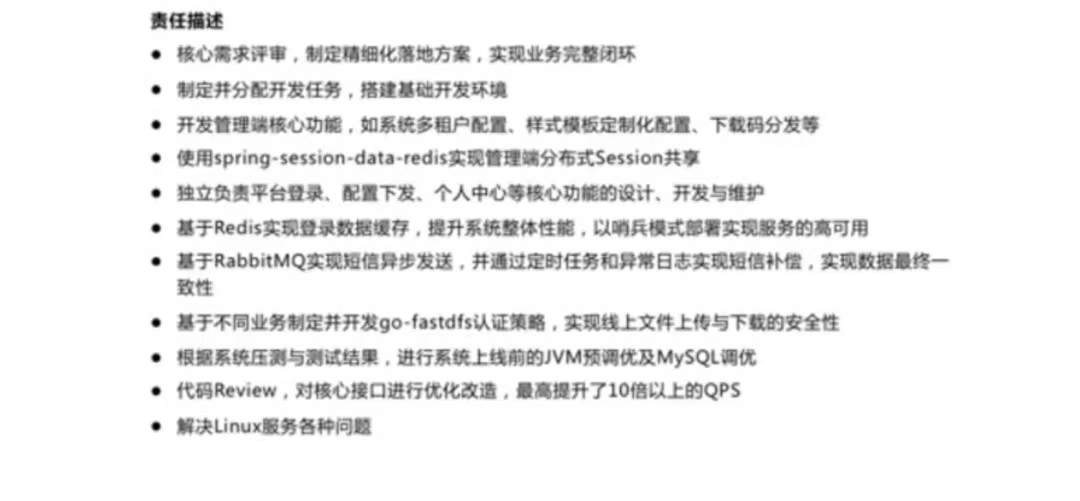 责任描述
● 核心需求评审，制定精细化落地方案，实现业务完整闭环
● 制定并分配开发任务，搭建基础开发环境
● 开发管理端核心功能，如系统多租户配置、样式模板定制化配置、下载码分发等
● 使用spring-session-data-redis实现管理端分布式Session共享
● 独立负责平台登录、配置下发、个人中心等核心功能的设计、开发与维护
● 基于Redis实现登录数据缓存，提升系统整体性能，以哨兵模式部署实现服务的高可用
● 基于RabbitMQ实现短信异步发送，并通过定时任务和异常日志实现短信补偿，实现数据最终一
致性
● 基于不同业务制定并开发go-fastdfs认证策略，实现线上文件上传与下载的安全性
● 根据系统压测与测试结果，进行系统上线前的JVM预调优及MySQL调优
● 代码Review，对核心接口进行优化改造，最高提升了10倍以上的QPS
● 解决Linux服务各种问题